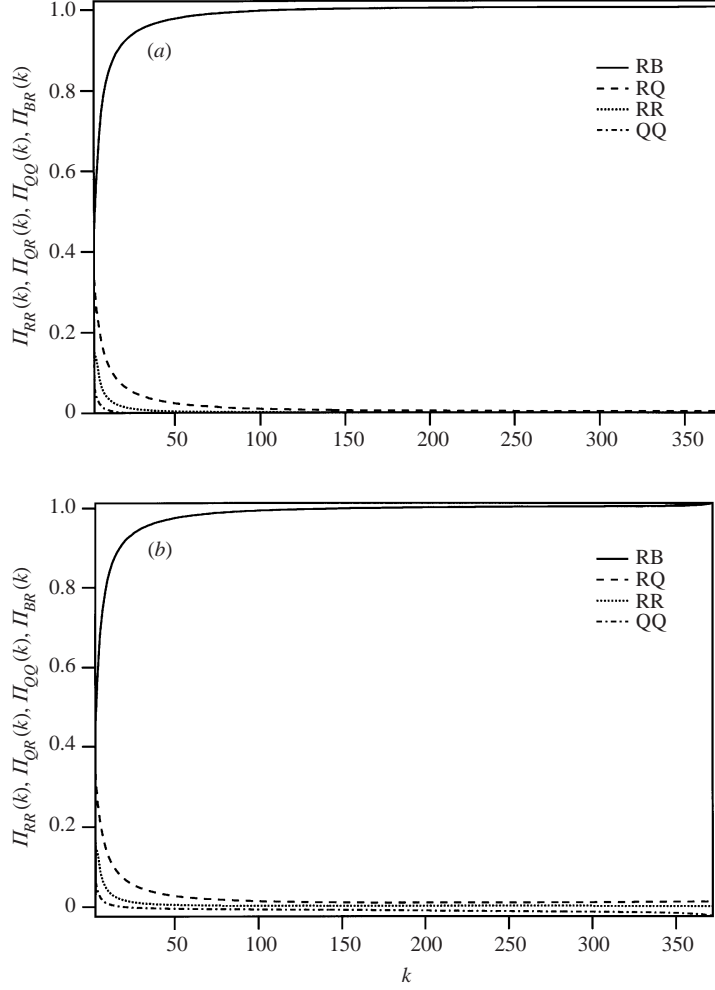 1.0
0.8
0.6
0.4
0.2
0
Π_RR(k), Π_QR(k), Π_QQ(k), Π_BR(k)
(a)
RB
RQ
RR
QQ
50 100 150 200 250 300 350
1.0
0.8
0.6
0.4
0.2
0
Π_RR(k), Π_QR(k), Π_QQ(k), Π_BR(k)
(b)
RB
RQ
RR
QQ
50 100 150 200 250 300 350
k